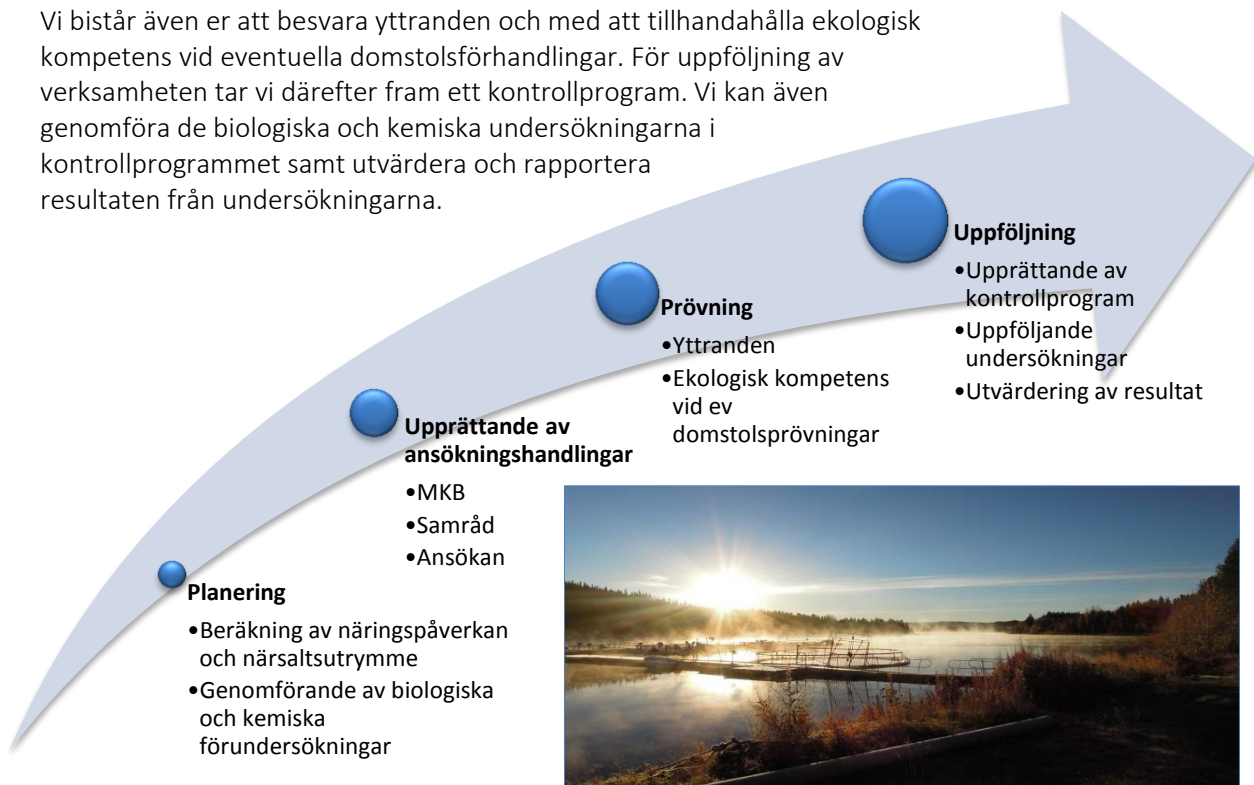 Vi bistår även er att besvara yttranden och med att tillhandahålla ekologisk
kompetens vid eventuella domstolsförhandlingar. För uppföljning av
verksamheten tar vi därefter fram ett kontrollprogram. Vi kan även
genomföra de biologiska och kemiska undersökningarna i
kontrollprogrammet samt utvärdera och rapportera
resultaten från undersökningarna.
Planering
•Beräkning av näringspåverkan
och närsaltsutrymme
•Genomförande av biologiska
och kemiska
förundersökningar
Upprättande av
ansökningshandlingar
•MKB
•Samråd
•Ansökan
Prövning
•Yttranden
•Ekologisk kompetens
vid ev
domstolsprövningar
Uppföljning
•Upprättande av
kontrollprogram
•Uppföljande
undersökningar
•Utvärdering av resultat